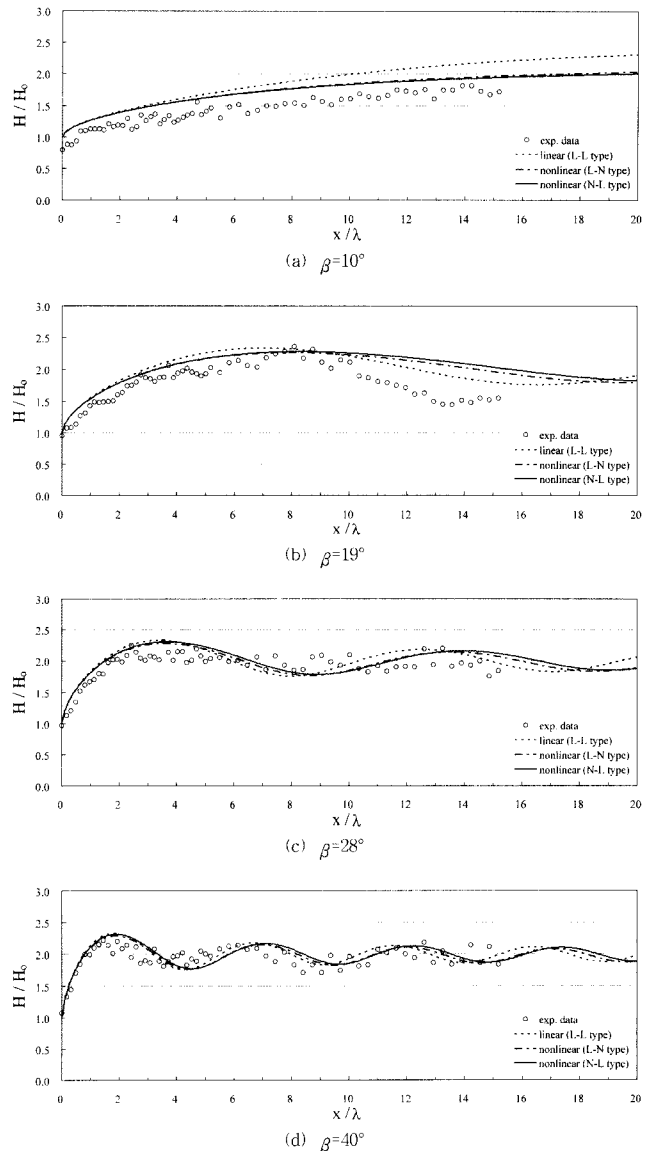 3.0
2.5
2.0
1.5
1.0
0.5
0.0
H / H₀
0 2 4 6 8 10 12 14 16 18 20
x / λ
exp. data
linear (L-L type)
nonlinear (L-N type)
nonlinear (N-L type)
(a) β=10°
3.0
2.5
2.0
1.5
1.0
0.5
0.0
H / H₀
0 2 4 6 8 10 12 14 16 18 20
x / λ
exp. data
linear (L-L type)
nonlinear (L-N type)
nonlinear (N-L type)
(b) β=19°
3.0
2.5
2.0
1.5
1.0
0.5
0.0
H / H₀
0 2 4 6 8 10 12 14 16 18 20
x / λ
exp. data
linear (L-L type)
nonlinear (L-N type)
nonlinear (N-L type)
(c) β=28°
3.0
2.5
2.0
1.5
1.0
0.5
0.0
H / H₀
0 2 4 6 8 10 12 14 16 18 20
x / λ
exp. data
linear (L-L type)
nonlinear (L-N type)
nonlinear (N-L type)
(d) β=40°